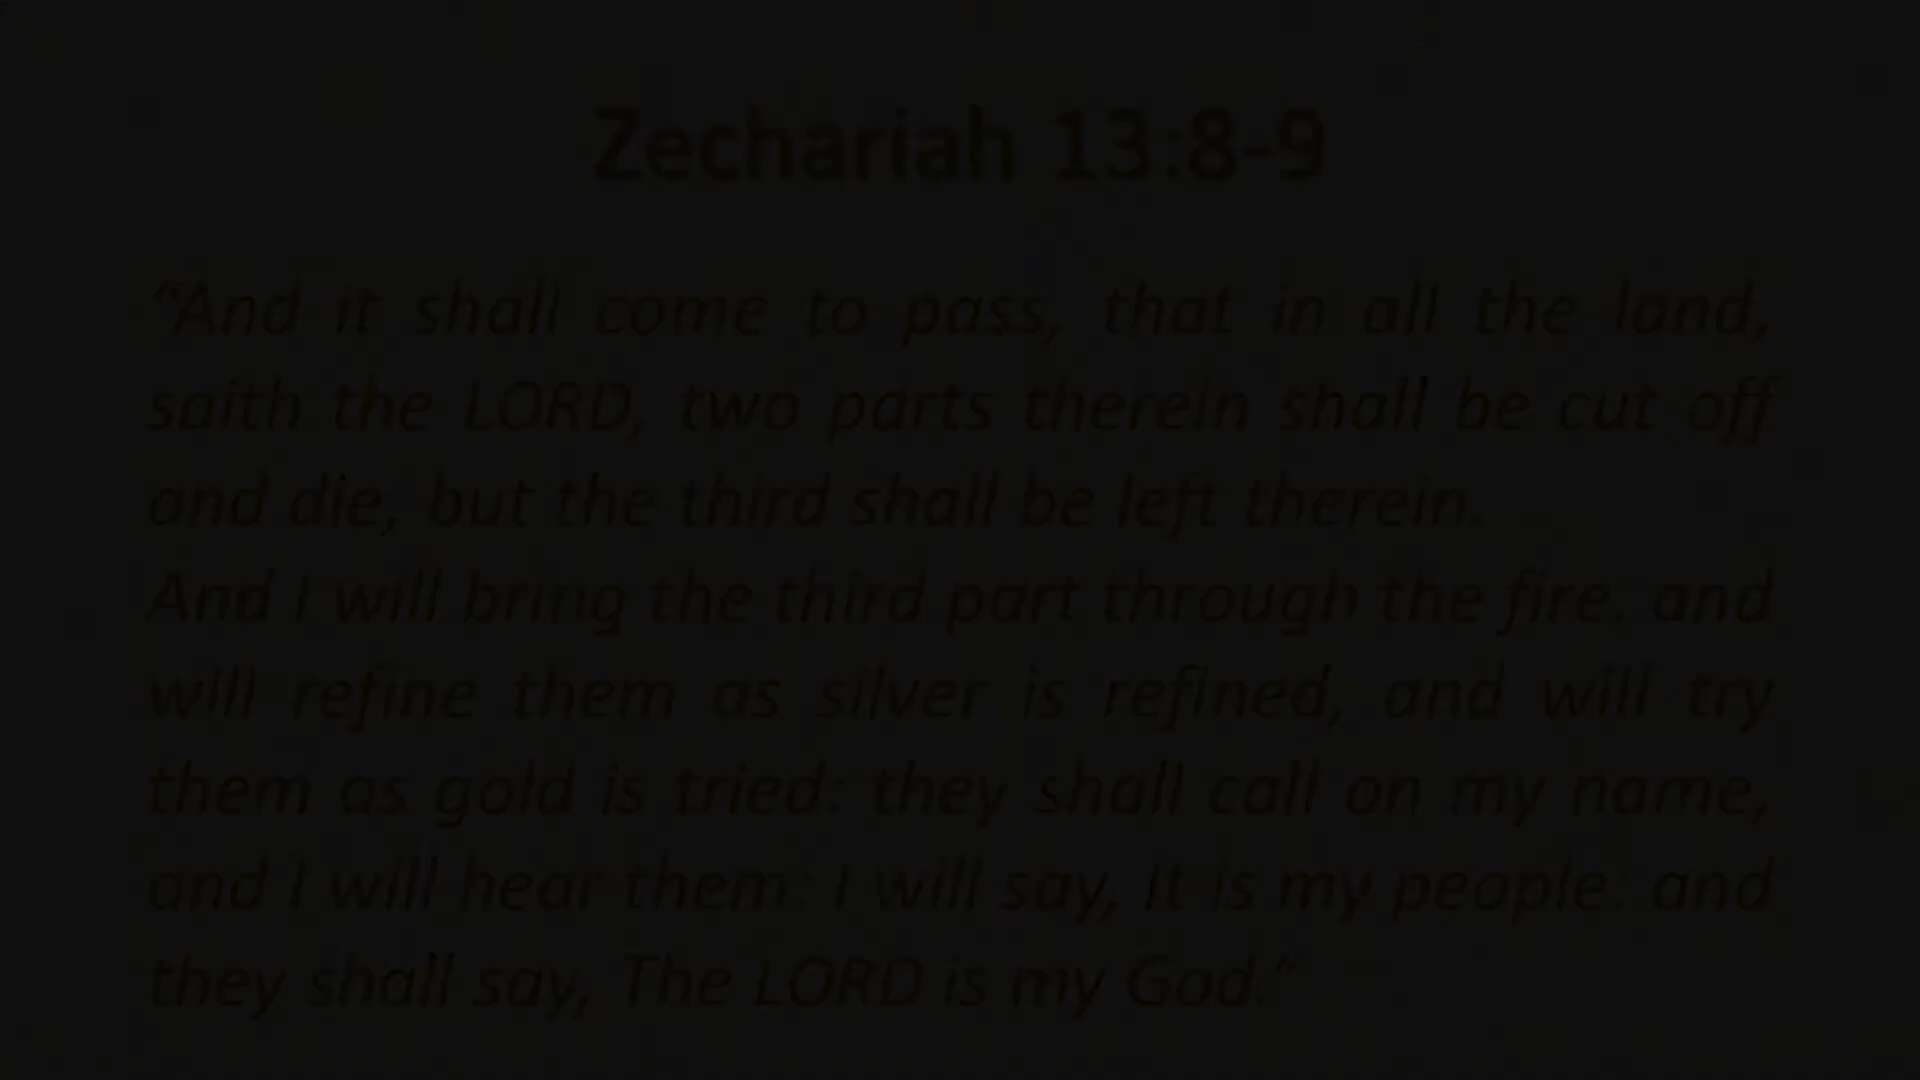 Zechariah 13:8-9
“And it shall come to pass, that in all the land,
saith the LORD, two parts therein shall be cut off
and die; but the third shall be left therein.
And I will bring the third part through the fire, and
will refine them as silver is refined, and will try
them as gold is tried: they shall call on my name,
and I will hear them: I will say, It is my people: and
they shall say, The LORD is my God.”